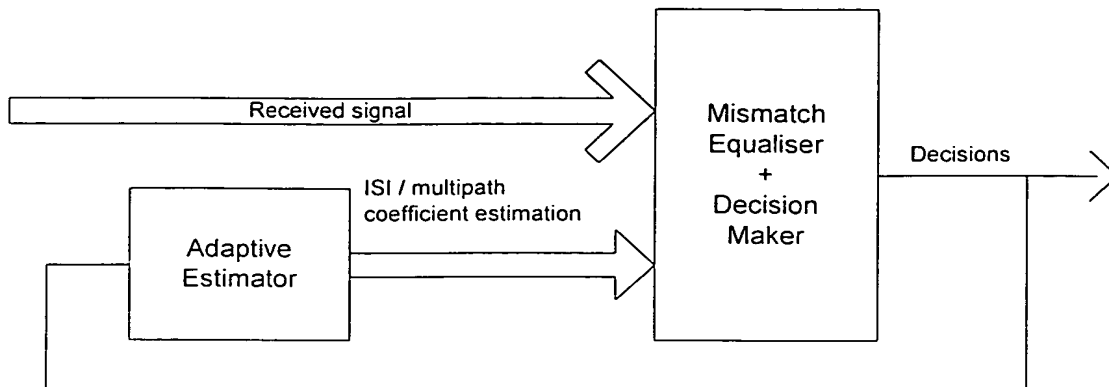 Received signal
Mismatch
Equaliser
+
Decision
Maker
Decisions
ISI / multipath
coefficient estimation
Adaptive
Estimator